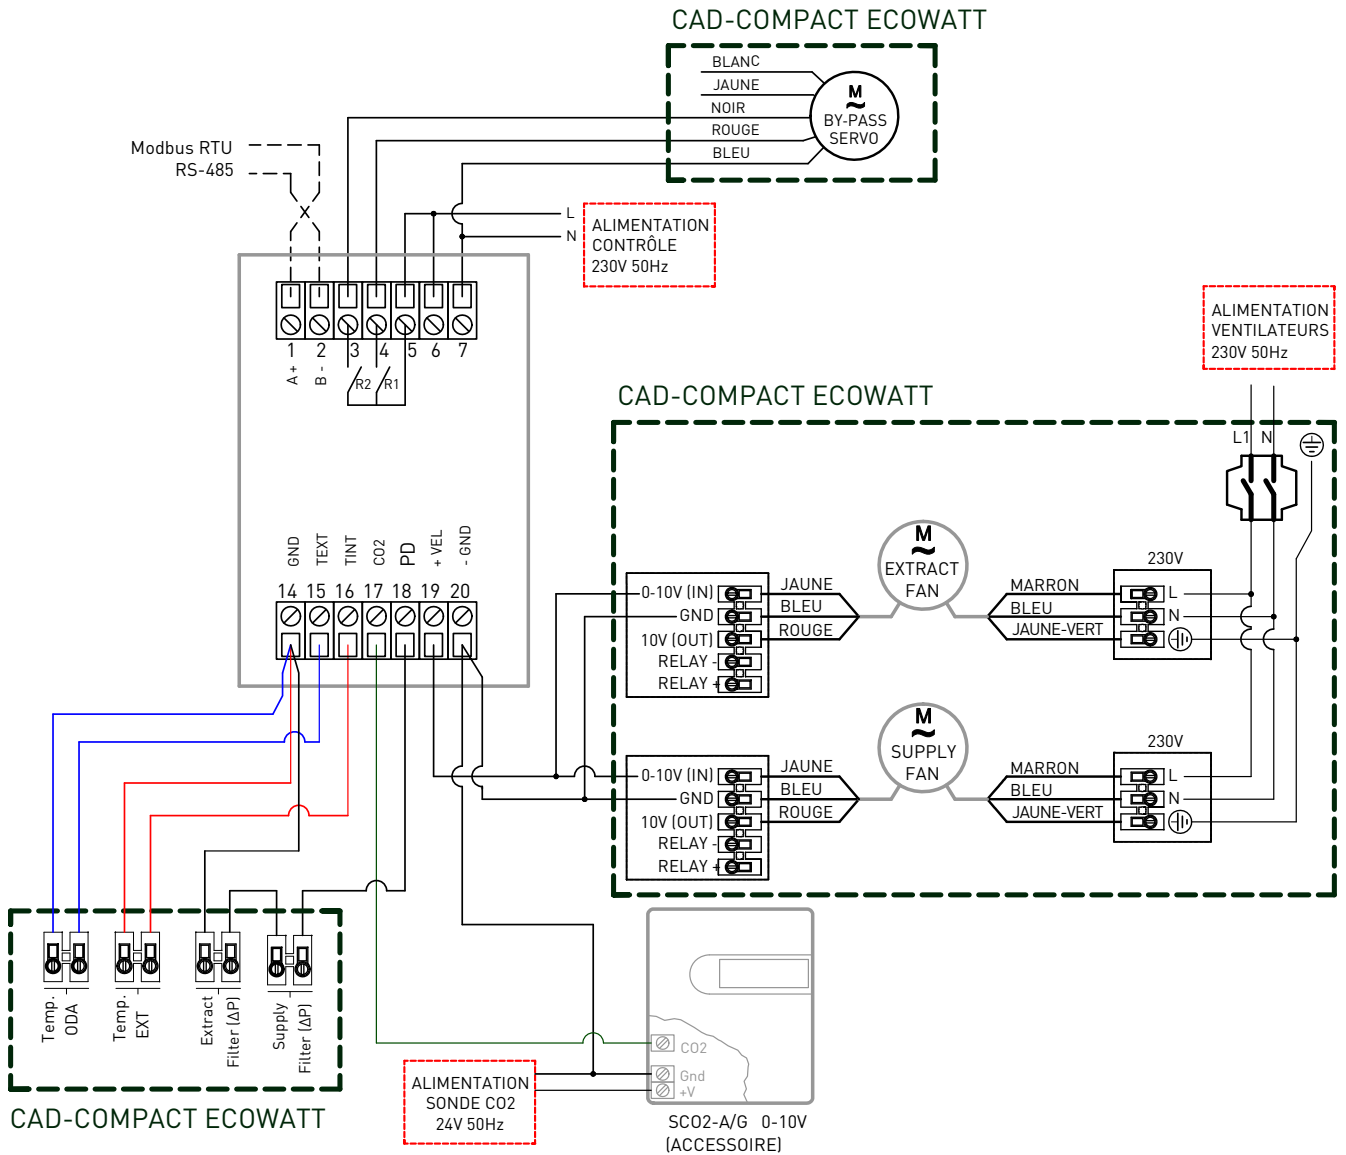 CAD-COMPACT ECOWATT
BLANC
JAUNE
NOIR
ROUGE
BLEU
M
~
BY-PASS
SERVO
Modbus RTU
RS-485
L
N
ALIMENTATION
CONTRÔLE
230V 50Hz
1 2 3 4 5 6 7
A +
B -
R2
R1
ALIMENTATION
VENTILATEURS
230V 50Hz
CAD-COMPACT ECOWATT
L1 N
GND
TEXT
TINT
CO2
PD
+ VEL
- GND
14 15 16 17 18 19 20
0-10V (IN)
GND
10V (OUT)
RELAY -
RELAY +
JAUNE
BLEU
ROUGE
M
~
EXTRACT
FAN
MARRON
BLEU
JAUNE-VERT
230V
L
N
0-10V (IN)
GND
10V (OUT)
RELAY -
RELAY +
JAUNE
BLEU
ROUGE
M
~
SUPPLY
FAN
MARRON
BLEU
JAUNE-VERT
230V
L
N
Temp.
ODA
Temp.
EXT
Extract
Filter (ΔP)
Supply
Filter (ΔP)
CAD-COMPACT ECOWATT
ALIMENTATION
SONDE CO2
24V 50Hz
CO2
Gnd
+V
SCO2-A/G 0-10V
(ACCESSOIRE)